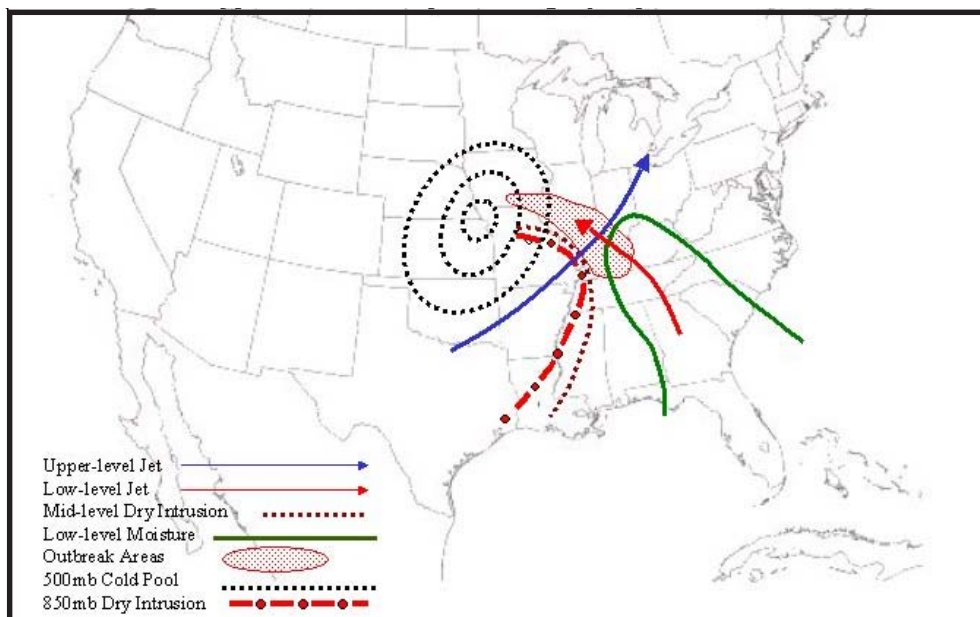 Upper-level Jet
Low-level Jet
Mid-level Dry Intrusion
Low-level Moisture
Outbreak Areas
500mb Cold Pool
850mb Dry Intrusion